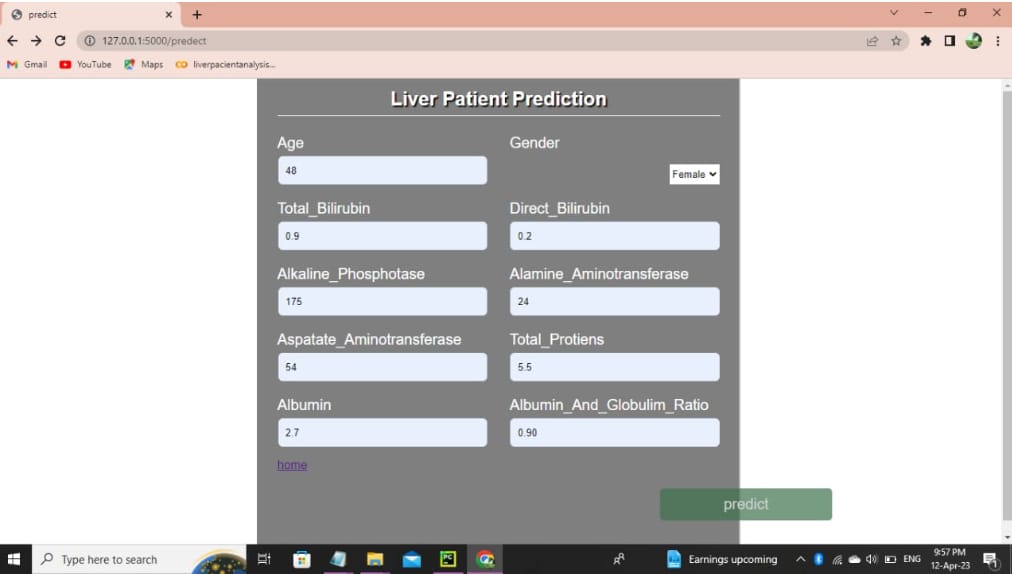 predict
127.0.0.1:5000/predect
Gmail YouTube Maps liverpacientanalysis...
Liver Patient Prediction
Age Gender
48 Female
Total_Bilirubin Direct_Bilirubin
0.9 0.2
Alkaline_Phosphotase Alamine_Aminotransferase
175 24
Aspatate_Aminotransferase Total_Protiens
54 5.5
Albumin Albumin_And_Globulim_Ratio
2.7 0.90
home
predict
Type here to search PC Earnings upcoming ENG 9:57 PM
12-Apr-23 1